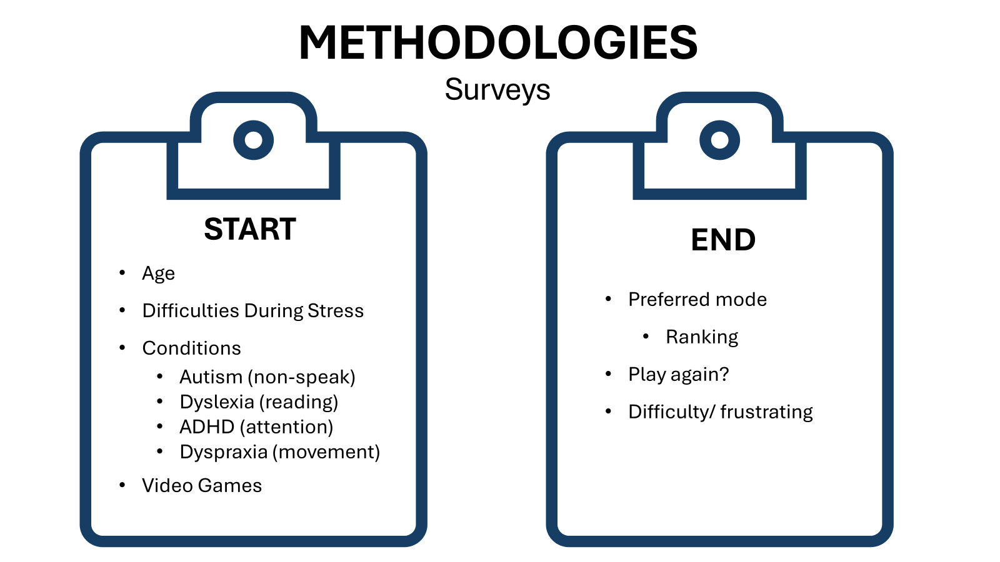 METHODOLOGIES
Surveys
START
• Age
• Difficulties During Stress
• Conditions
• Autism (non-speak)
• Dyslexia (reading)
• ADHD (attention)
• Dyspraxia (movement)
• Video Games
END
• Preferred mode
• Ranking
• Play again?
• Difficulty/ frustrating